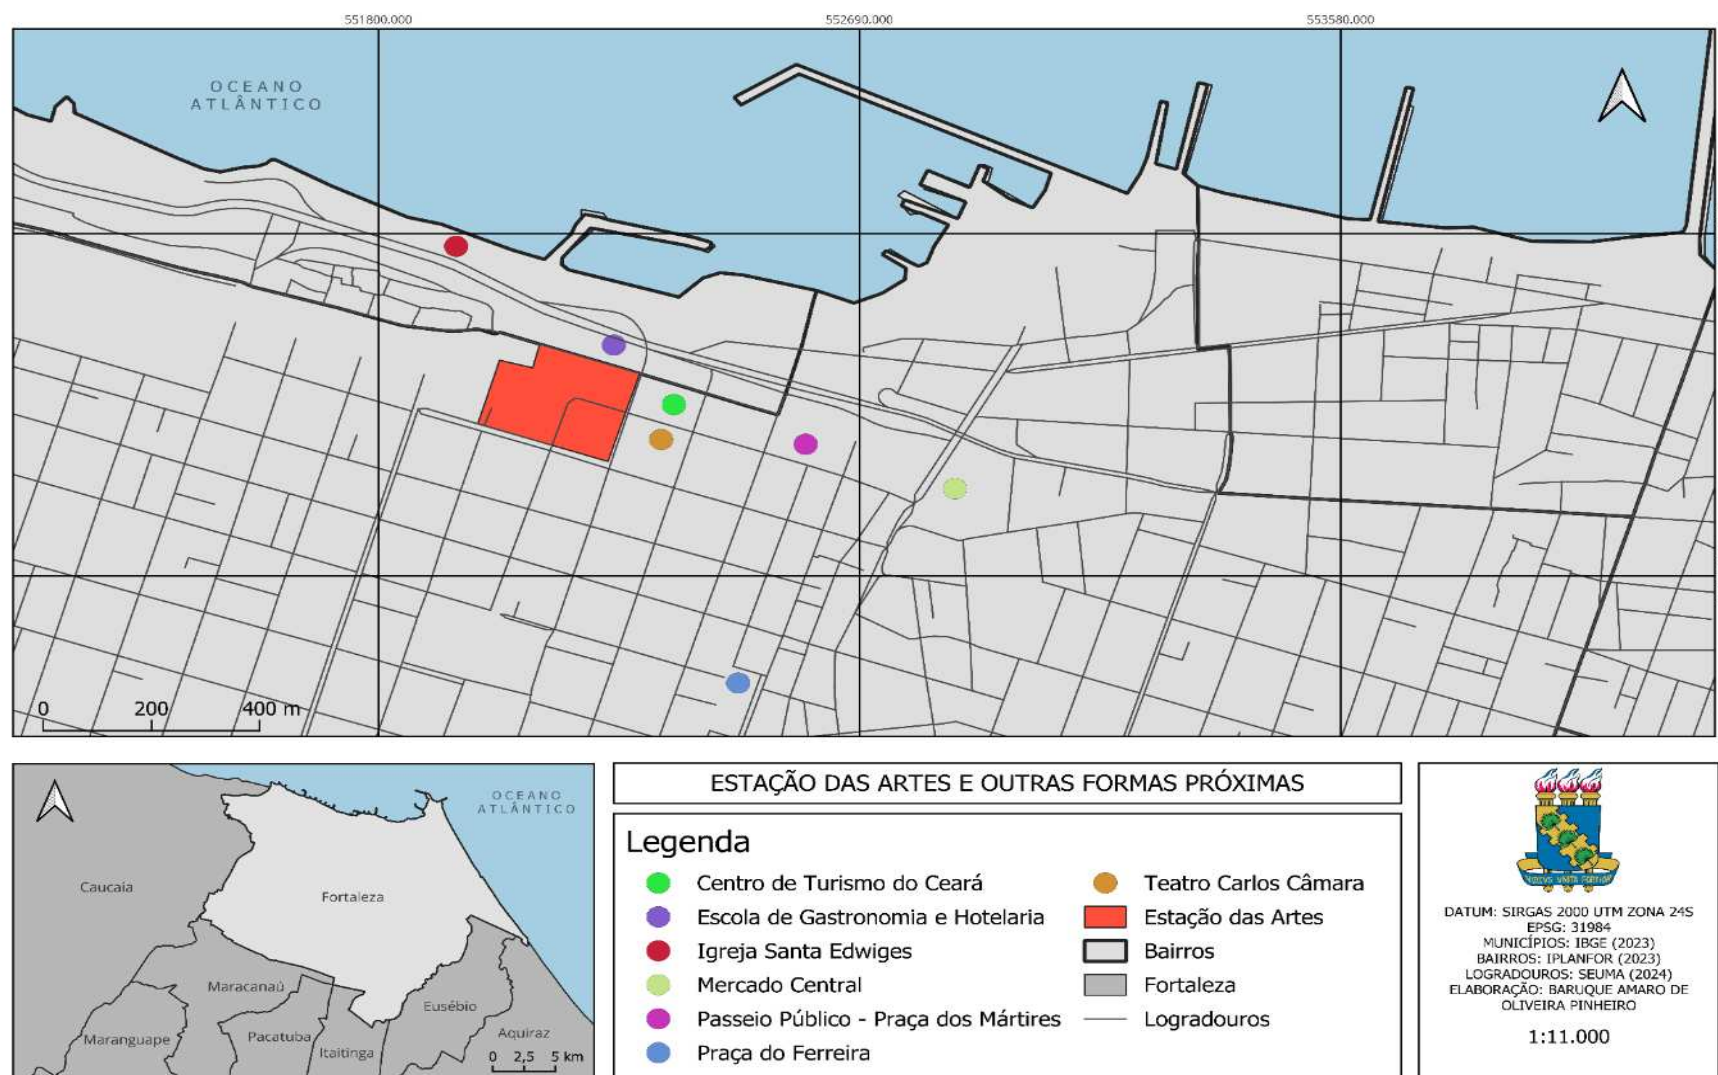 551800.000
552690.000
553580.000
OCEANO
ATLÂNTICO
0 200 400 m
OCEANO
ATLÂNTICO
Caucaia
Fortaleza
Maracanaú
Eusébio
Maranguape
Pacatuba
Itaitinga
Aquiraz
0 2,5 5 km
ESTAÇÃO DAS ARTES E OUTRAS FORMAS PRÓXIMAS
Legenda
Centro de Turismo do Ceará
Escola de Gastronomia e Hotelaria
Igreja Santa Edwiges
Mercado Central
Passeio Público - Praça dos Mártires
Praça do Ferreira
Teatro Carlos Câmara
Estação das Artes
Bairros
Fortaleza
Logradouros
DATUM: SIRGAS 2000 UTM ZONA 24S
EPSG: 31984
MUNICÍPIOS: IBGE (2023)
BAIRROS: IPLANFOR (2023)
LOGRADOUROS: SEUMA (2024)
ELABORAÇÃO: BARUQUE AMARO DE
OLIVEIRA PINHEIRO
1:11.000